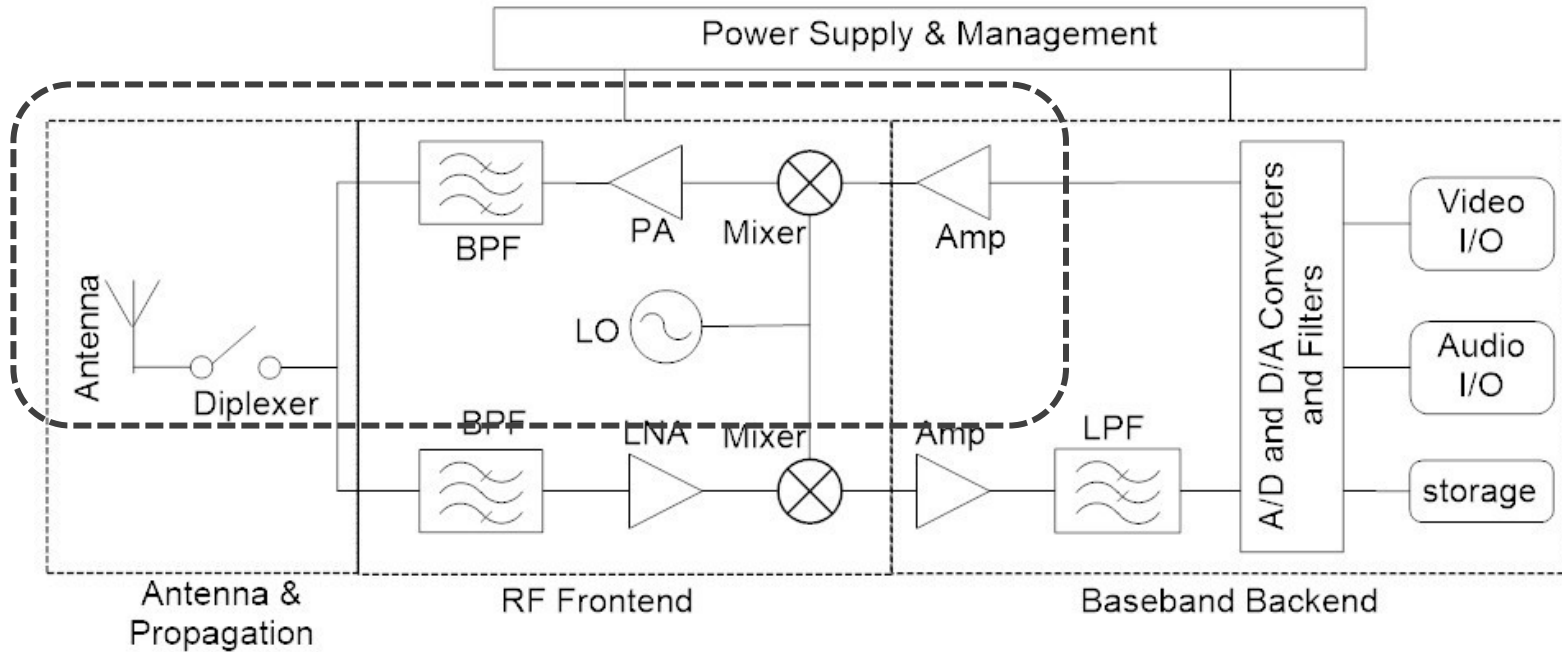 Power Supply & Management
BPF
PA
Mixer
Amp
Video
I/O
Antenna
LO
Diplexer
A/D and D/A Converters
and Filters
Audio
I/O
BPF
LNA
Mixer
Amp
LPF
storage
Antenna &
Propagation
RF Frontend
Baseband Backend